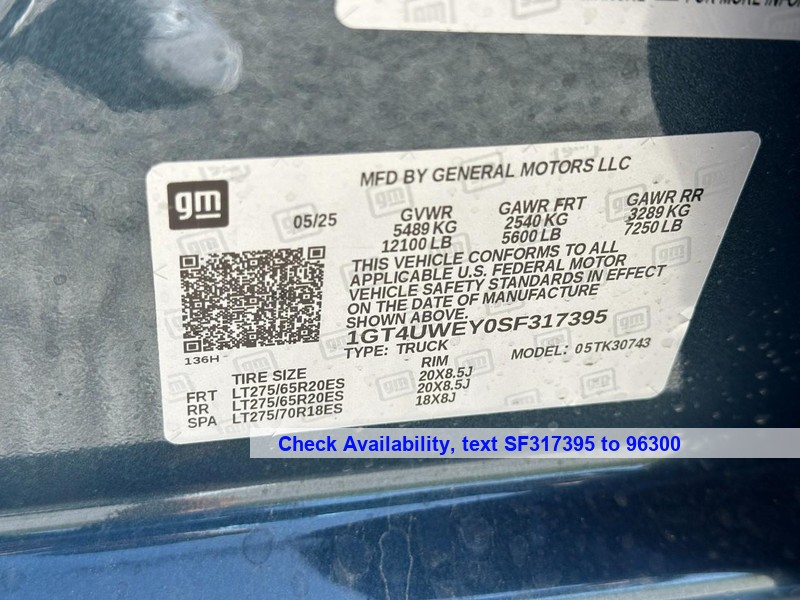 FOR MORE INFO
gm
MFD BY GENERAL MOTORS LLC
05/25
GVWR
5489 KG
12100 LB
GAWR FRT
2540 KG
5600 LB
GAWR RR
3289 KG
7250 LB
THIS VEHICLE CONFORMS TO ALL
APPLICABLE U.S. FEDERAL MOTOR
VEHICLE SAFETY STANDARDS IN EFFECT
ON THE DATE OF MANUFACTURE
SHOWN ABOVE.
1GT4UWEY0SF317395
TYPE: TRUCK
MODEL: 05TK30743
136H
TIRE SIZE RIM
FRT LT275/65R20ES 20X8.5J
RR LT275/65R20ES 20X8.5J
SPA LT275/70R18ES 18X8J
Check Availability, text SF317395 to 96300